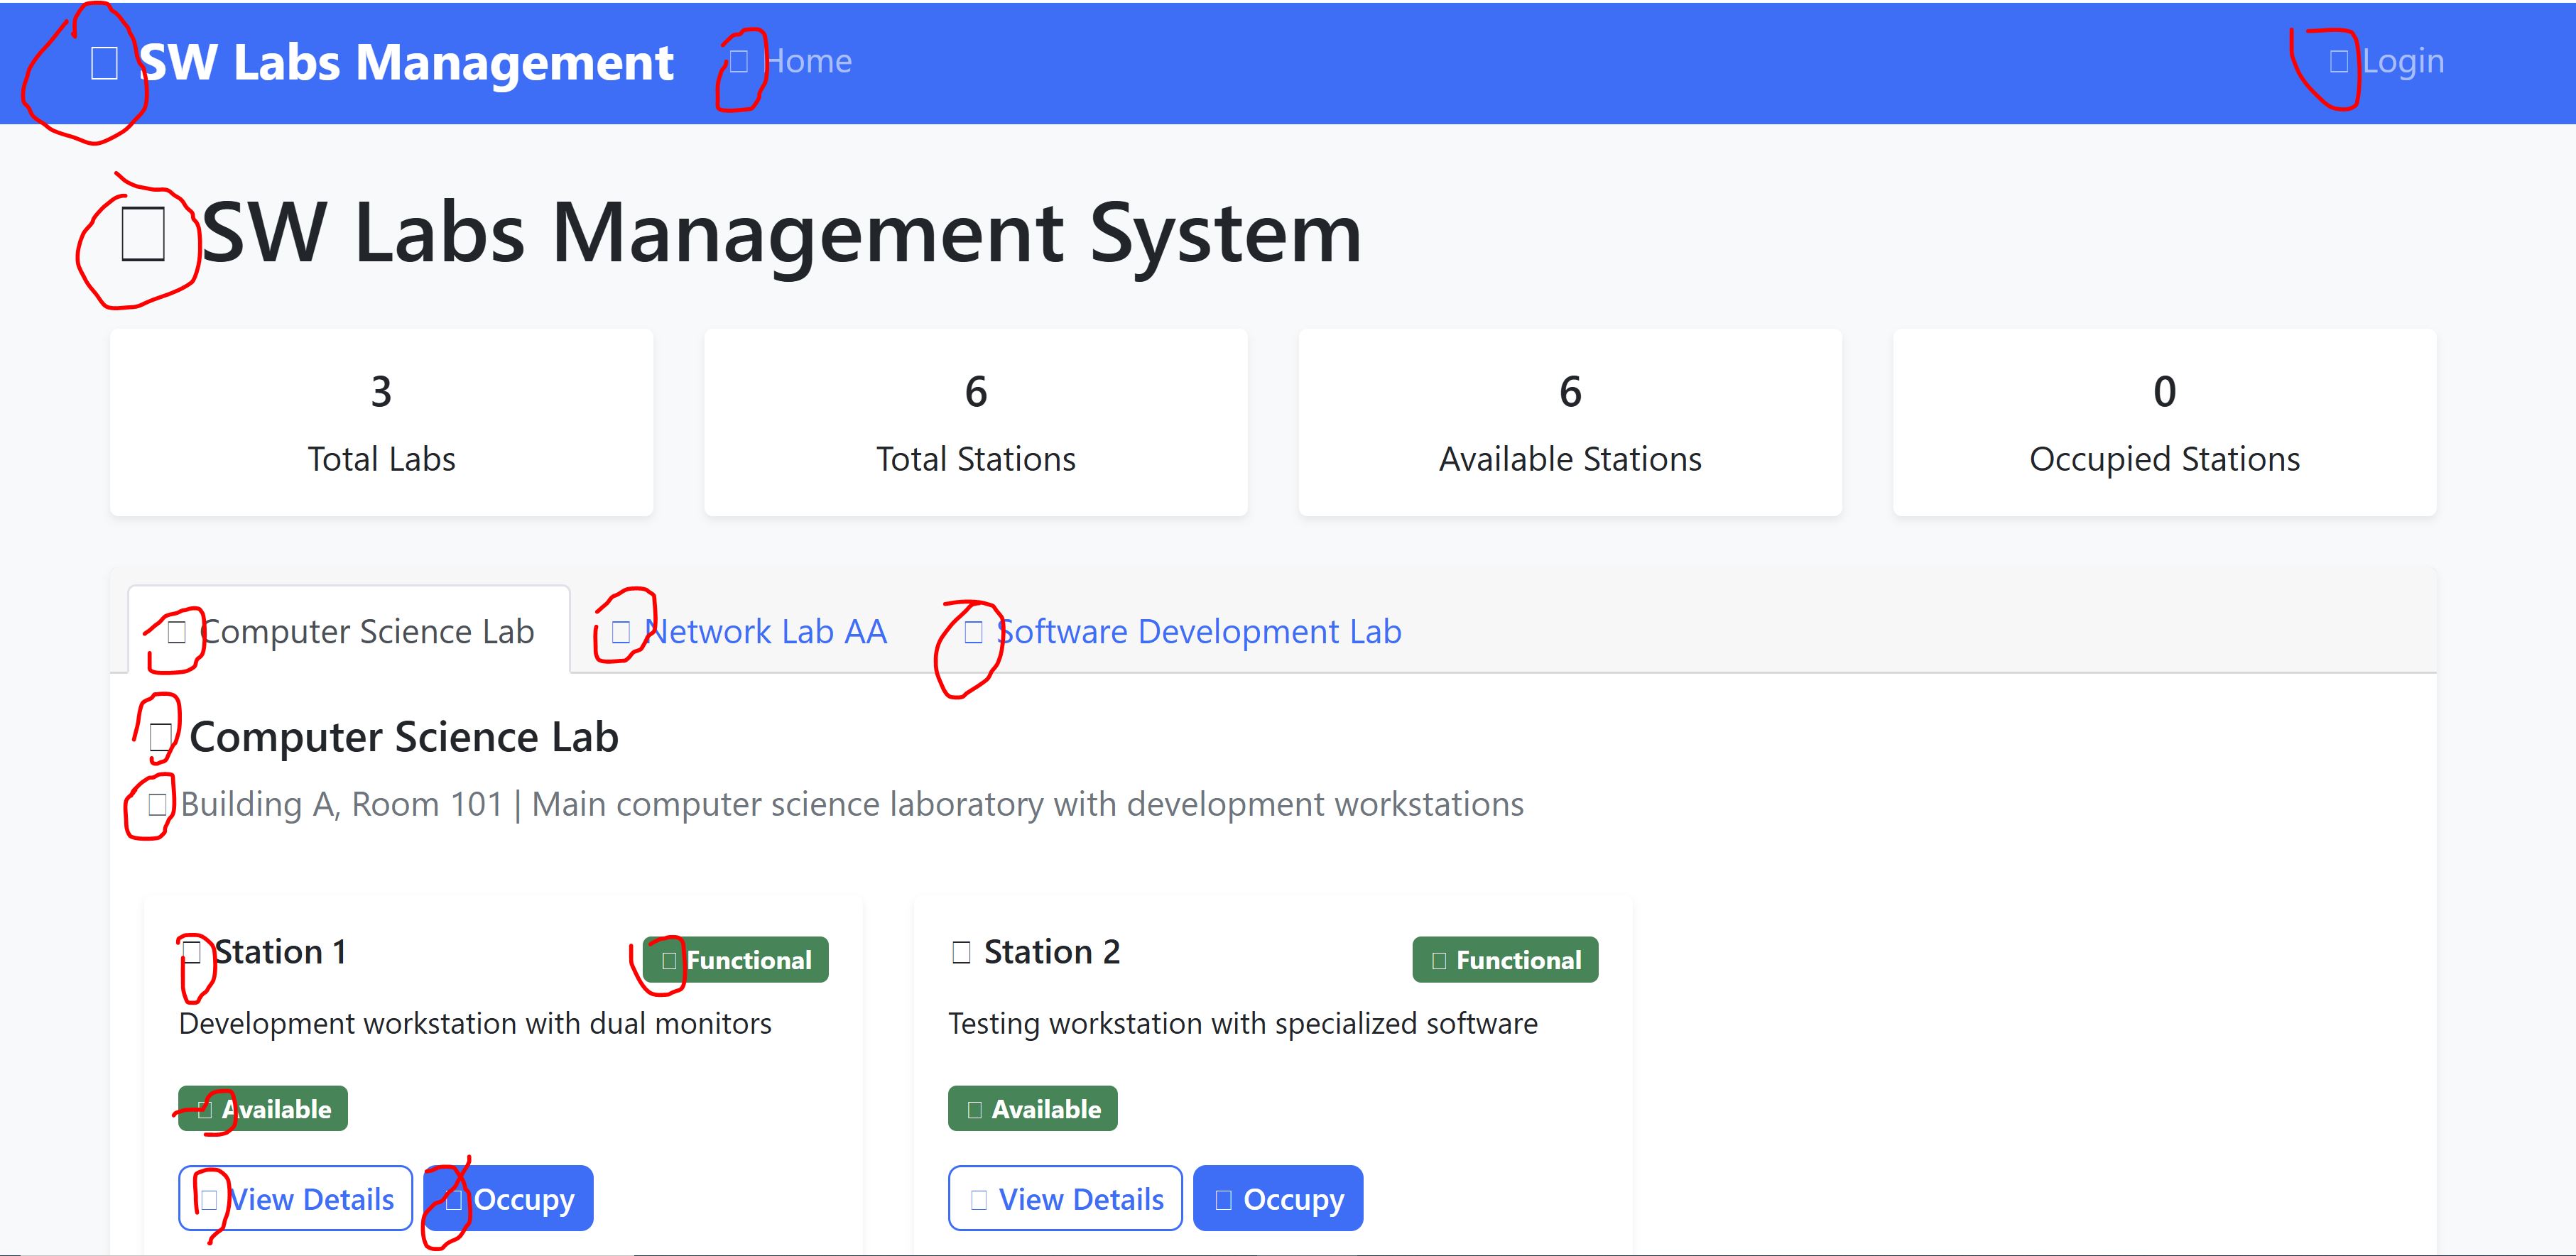 SW Labs Management Home Login
SW Labs Management System
3 6 6 0
Total Labs Total Stations Available Stations Occupied Stations
Computer Science Lab Network Lab AA Software Development Lab
Computer Science Lab
Building A, Room 101 | Main computer science laboratory with development workstations
Station 1 Functional Station 2 Functional
Development workstation with dual monitors Testing workstation with specialized software
Available Available
View Details Occupy View Details Occupy